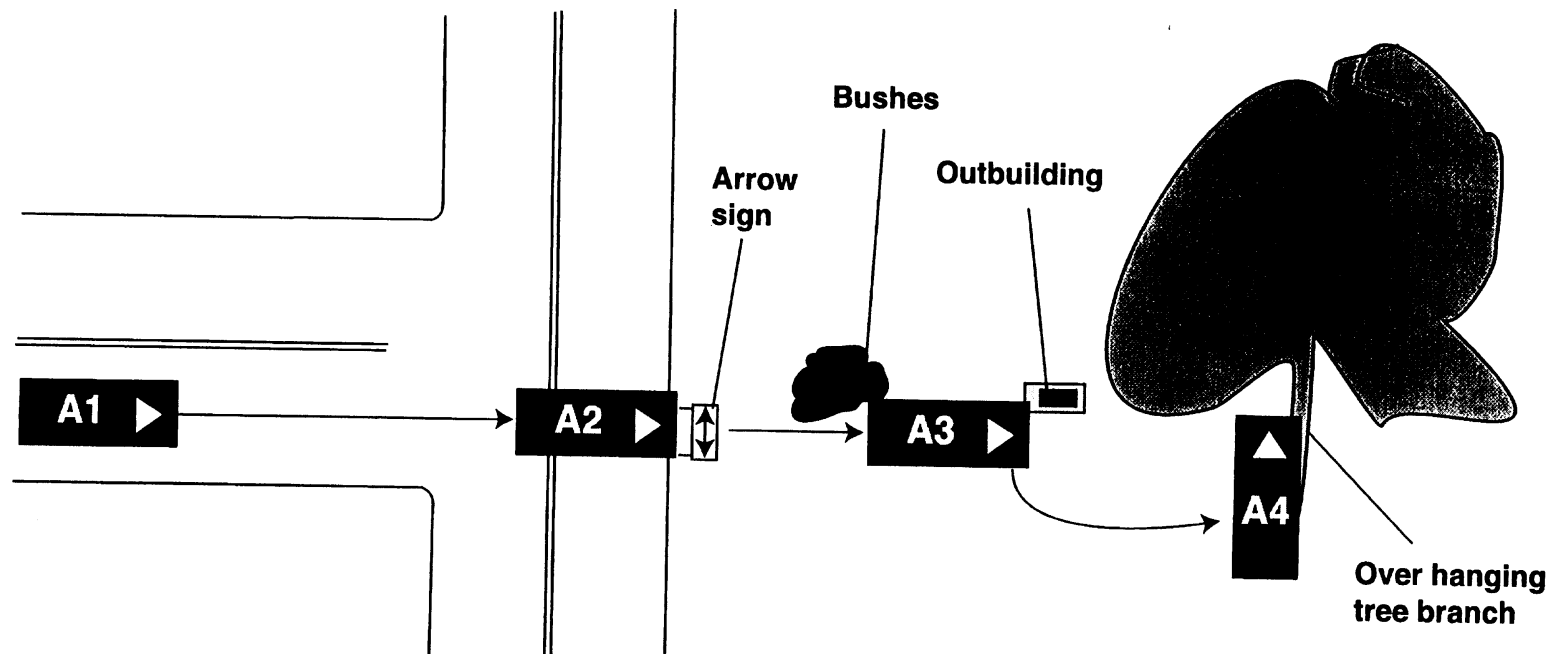 Bushes
Arrow
sign
Outbuilding
A1
A2
A3
A4
Over hanging
tree branch